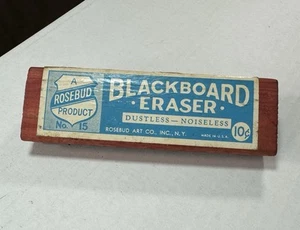 A
ROSEBUD
PRODUCT
No. 15
BLACKBOARD
· ERASER ·
DUSTLESS — NOISELESS
ROSEBUD ART CO., INC., N.Y.
MADE IN U.S.A.
10¢